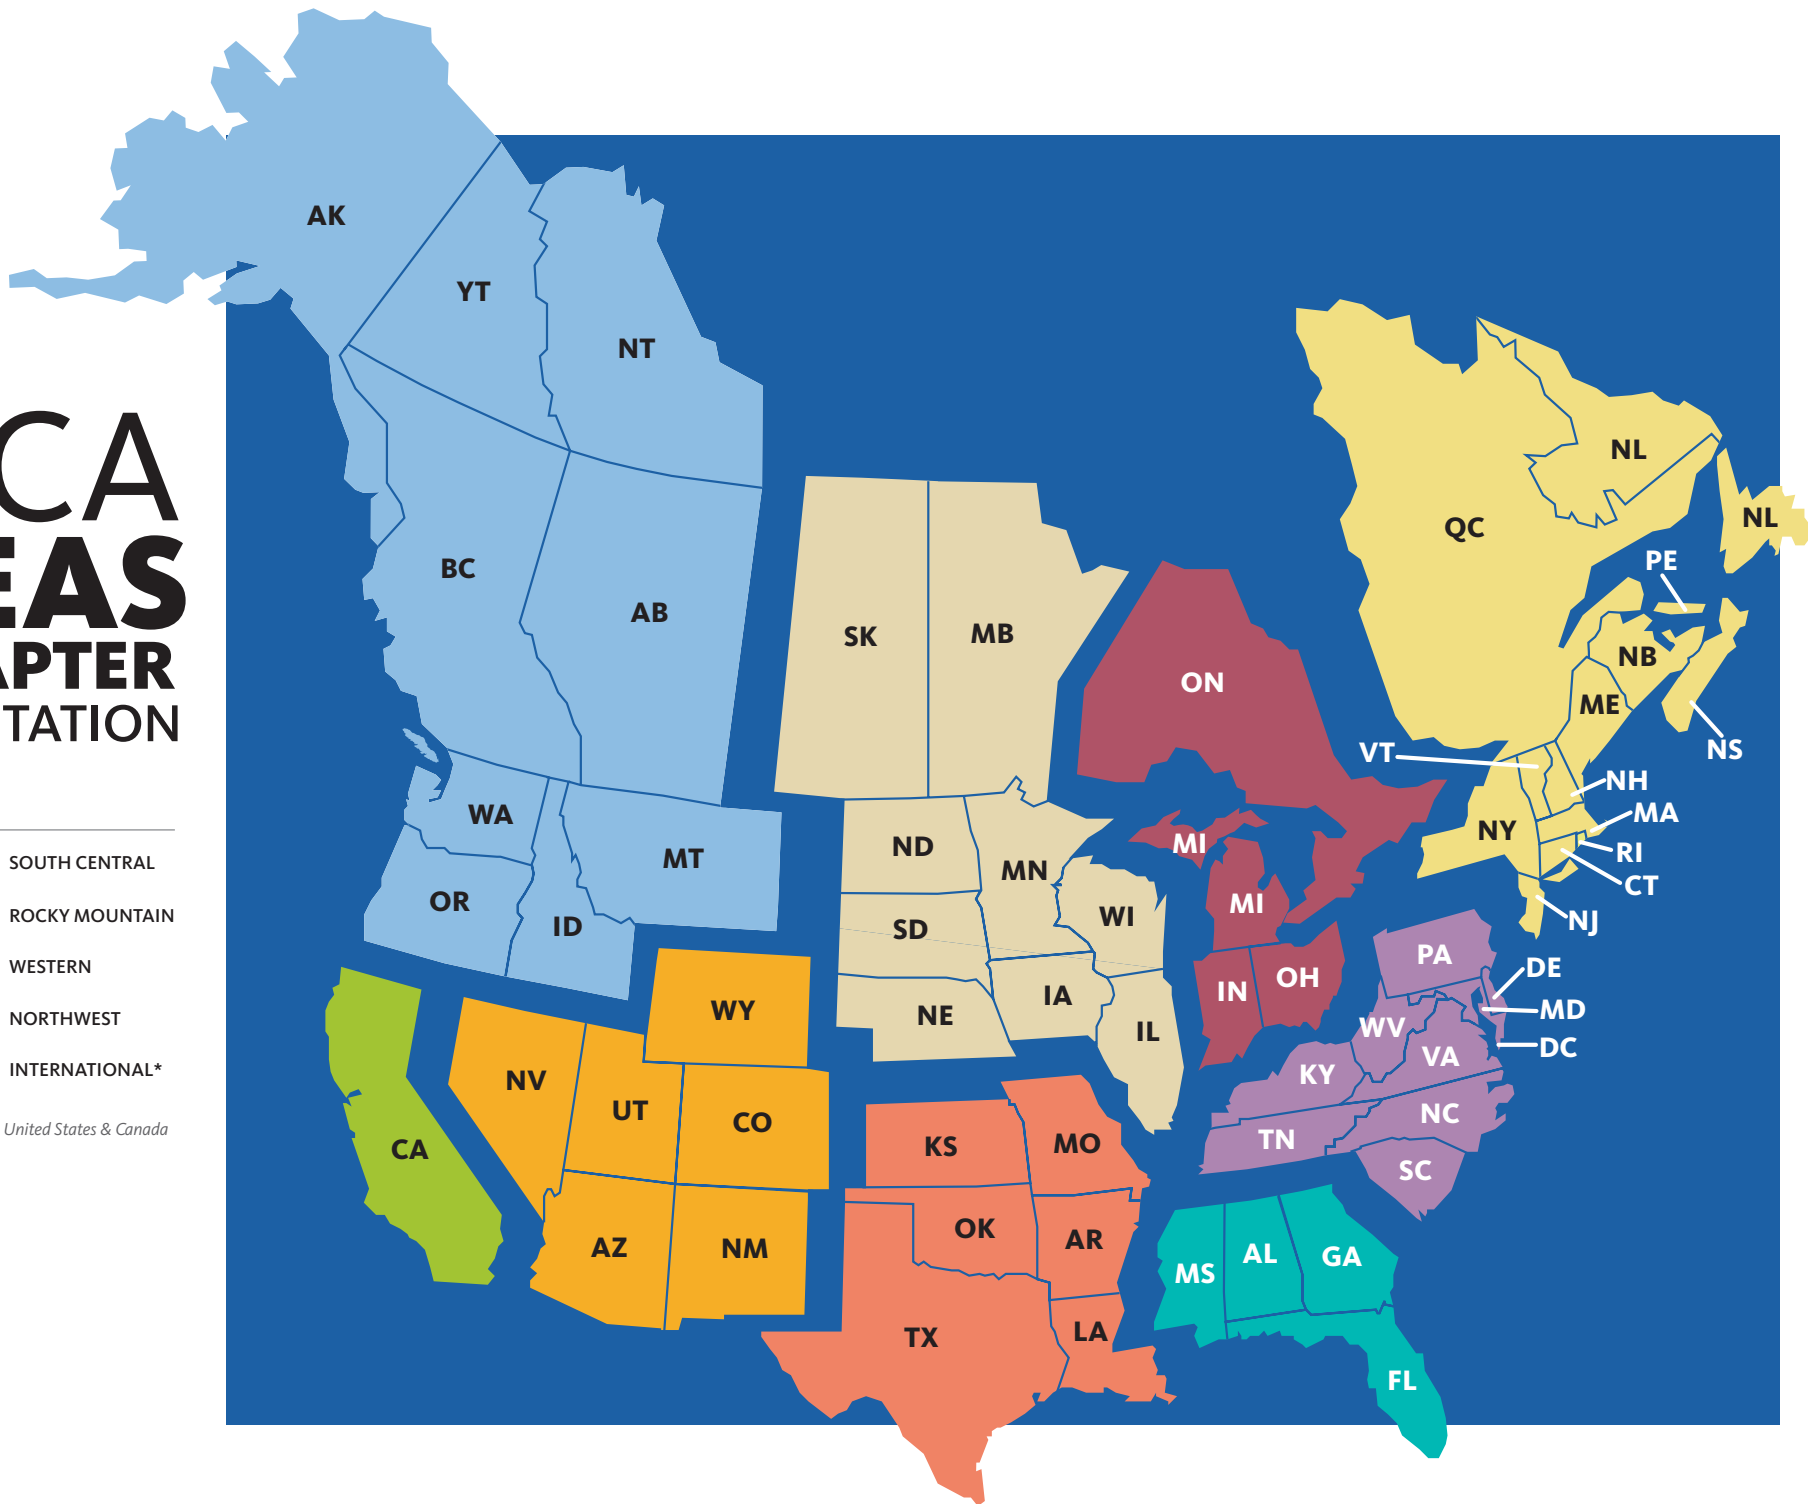 CA
EAS
APTER
TATION
SOUTH CENTRAL
ROCKY MOUNTAIN
WESTERN
NORTHWEST
INTERNATIONAL*
United States & Canada
AK
YT
NT
BC
AB
WA
OR
ID
MT
SK
MB
ND
SD
NE
MN
IA
WI
IL
ON
MI
MI
IN
OH
QC
NL
NL
PE
NB
ME
NS
VT
NH
MA
RI
CT
NY
NJ
PA
DE
MD
DC
WV
VA
KY
NC
TN
SC
WY
NV
UT
CO
AZ
NM
CA
KS
MO
OK
AR
TX
LA
MS
AL
GA
FL